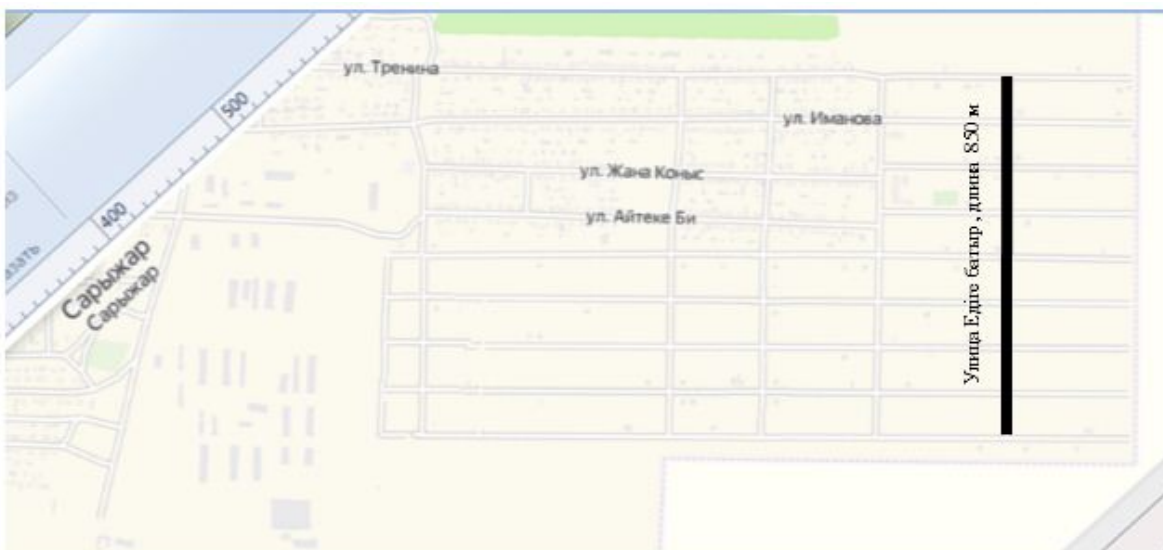 ул. Тренина
500
ул. Иманова
ул. Жана Коныс
400
ул. Айтеке Би
Сарыжар
Сарыжар
Улица Едіге батыр , длина 850 м